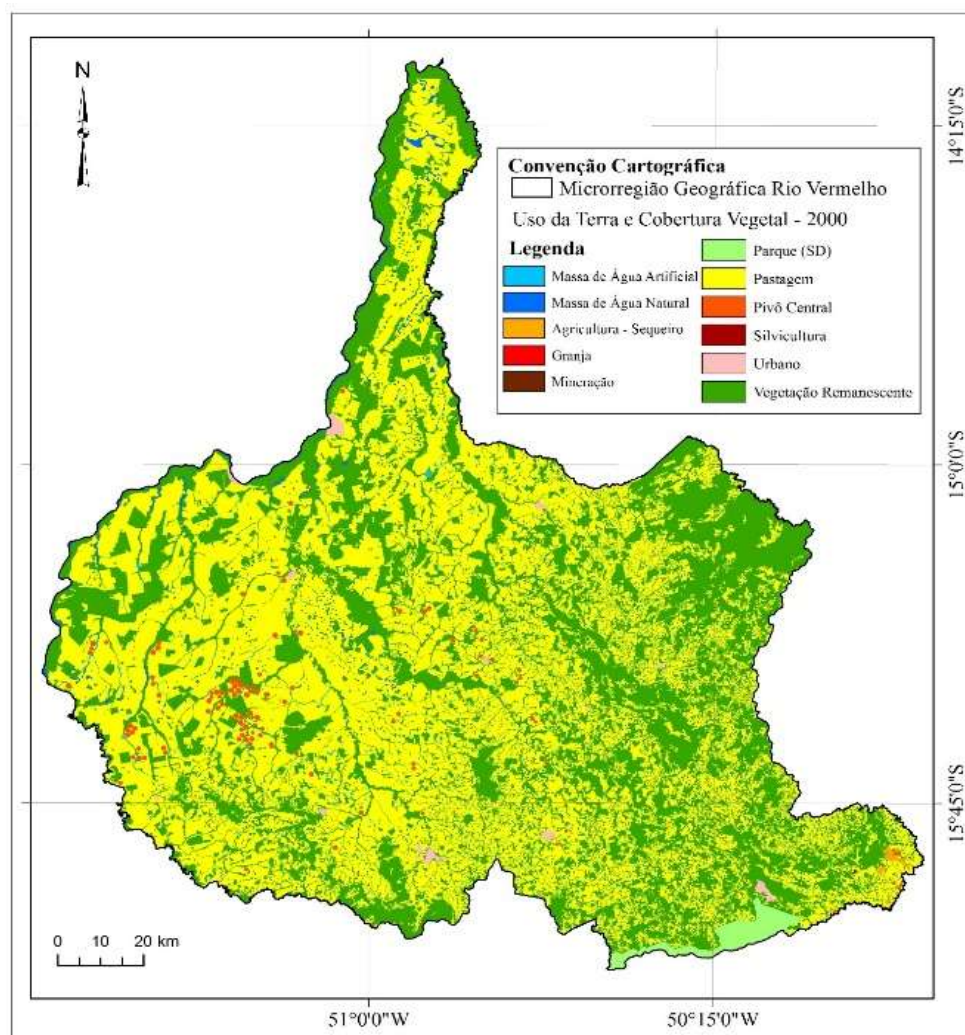 N
14°15'0"S
Convenção Cartográfica
Microrregião Geográfica Rio Vermelho
Uso da Terra e Cobertura Vegetal - 2000
Legenda
Massa de Água Artificial
Massa de Água Natural
Agricultura - Sequeiro
Granja
Mineração
Parque (SD)
Pastagem
Pivô Central
Silvicultura
Urbano
Vegetação Remanescente
15°0'0"S
15°45'0"S
0 10 20 km
51°0'0"W
50°15'0"W